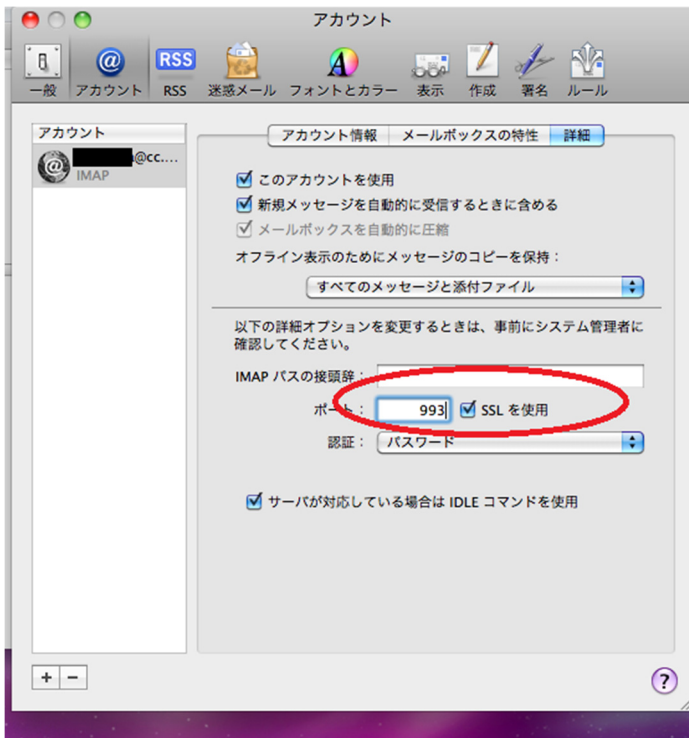 アカウント
RSS
一般 アカウント RSS 迷惑メール フォントとカラー 表示 作成 署名 ルール
アカウント
@cc....
IMAP
アカウント情報 メールボックスの特性 詳細
このアカウントを使用
新規メッセージを自動的に受信するときに含める
メールボックスを自動的に圧縮
オフライン表示のためにメッセージのコピーを保持：
すべてのメッセージと添付ファイル
以下の詳細オプションを変更するときは、事前にシステム管理者に
確認してください。
IMAP パスの接頭辞：
ポート： 993 SSL を使用
認証： パスワード
サーバが対応している場合は IDLE コマンドを使用